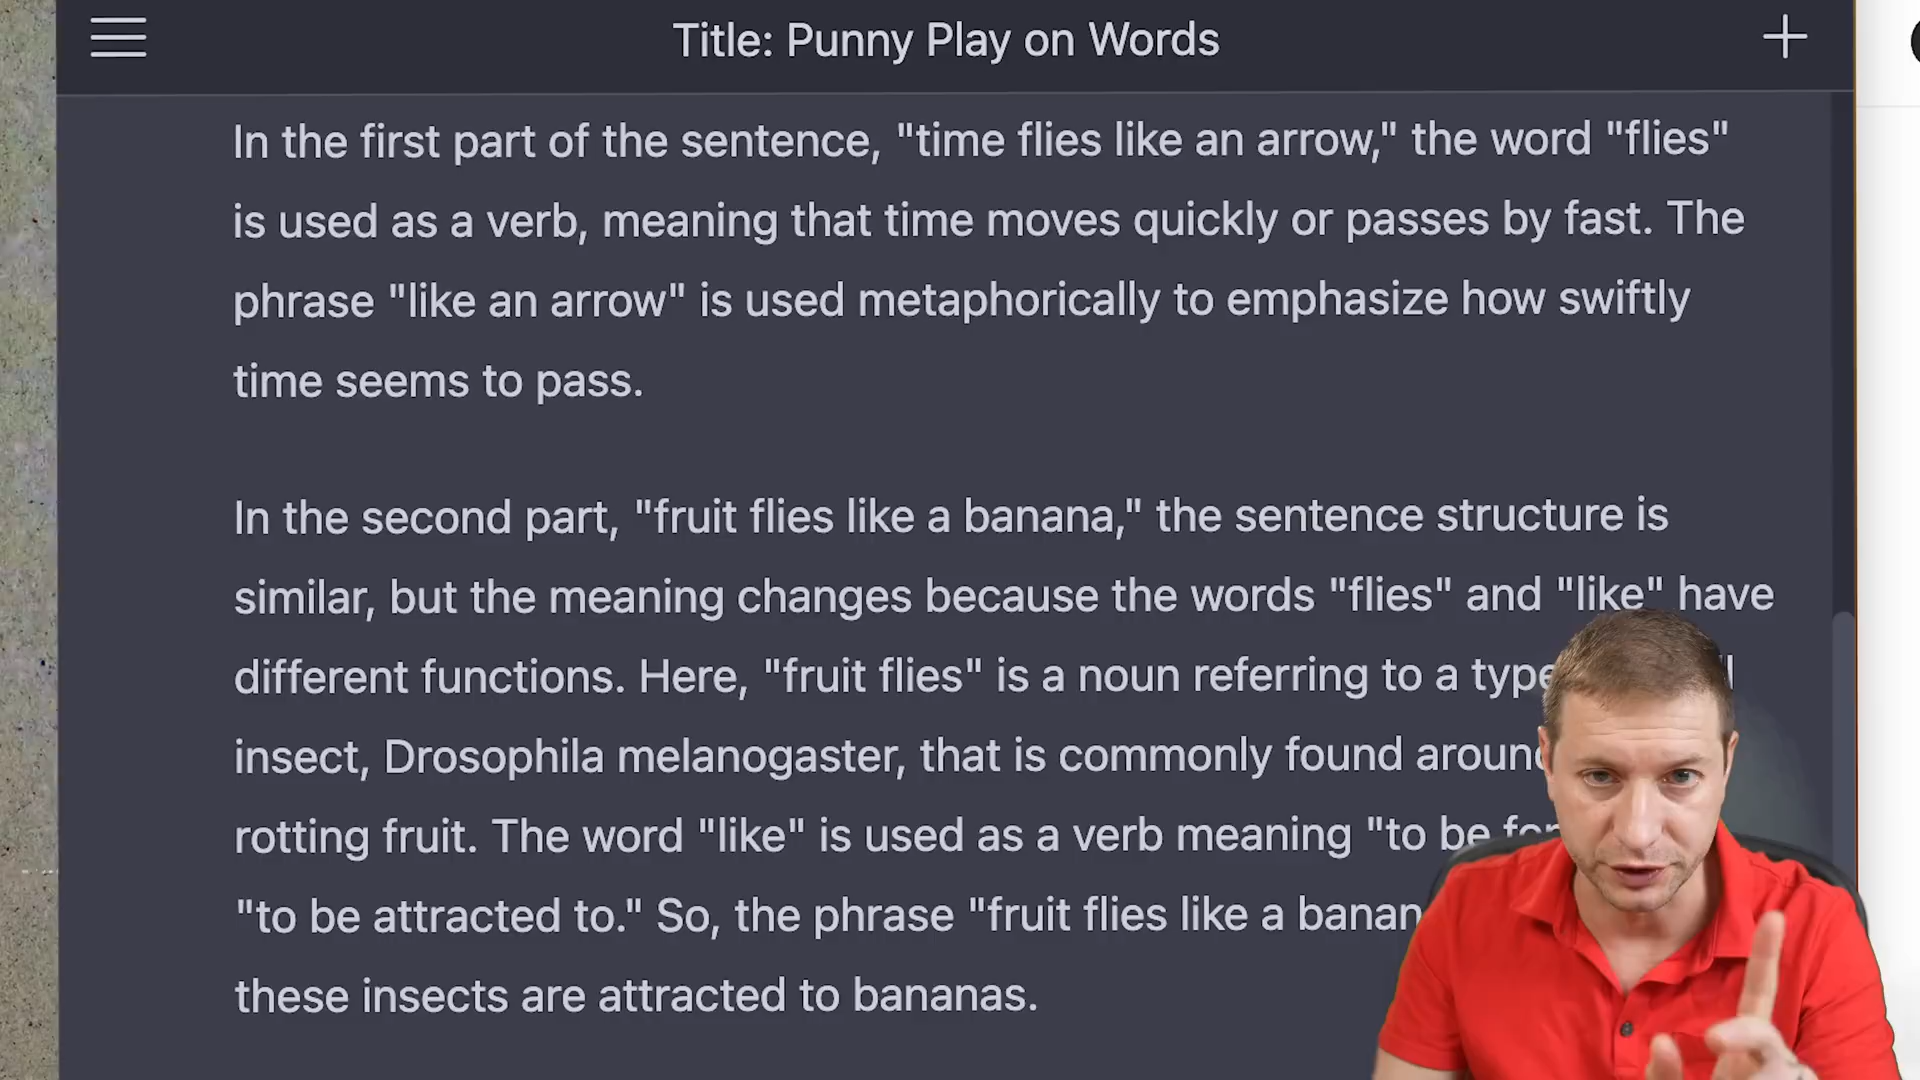 Title: Punny Play on Words
In the first part of the sentence, "time flies like an arrow," the word "flies"
is used as a verb, meaning that time moves quickly or passes by fast. The
phrase "like an arrow" is used metaphorically to emphasize how swiftly
time seems to pass.
In the second part, "fruit flies like a banana," the sentence structure is
similar, but the meaning changes because the words "flies" and "like" have
different functions. Here, "fruit flies" is a noun referring to a type
insect, Drosophila melanogaster, that is commonly found around
rotting fruit. The word "like" is used as a verb meaning "to be
"to be attracted to." So, the phrase "fruit flies like a
these insects are attracted to bananas.